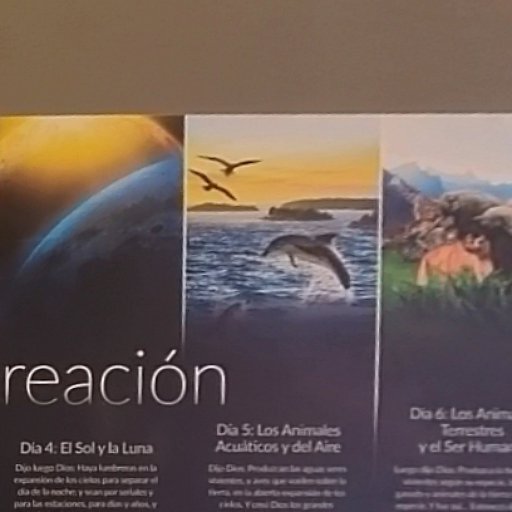 reación
Día 4: El Sol y la Luna
Dijo luego Dios: Haya lumbreras en la
expansión de los cielos para separar el
día de la noche; y sean por señales y
para las estaciones, para días y años, y
Día 5: Los Animales
Acuáticos y del Aire
Dijo Dios: Produzcan las aguas seres
vivientes, y aves que vuelen sobre la
tierra, en la abierta expansión de los
cielos. Y creó Dios los grandes
Día 6: Los Anima
Terrestres
y el Ser Human